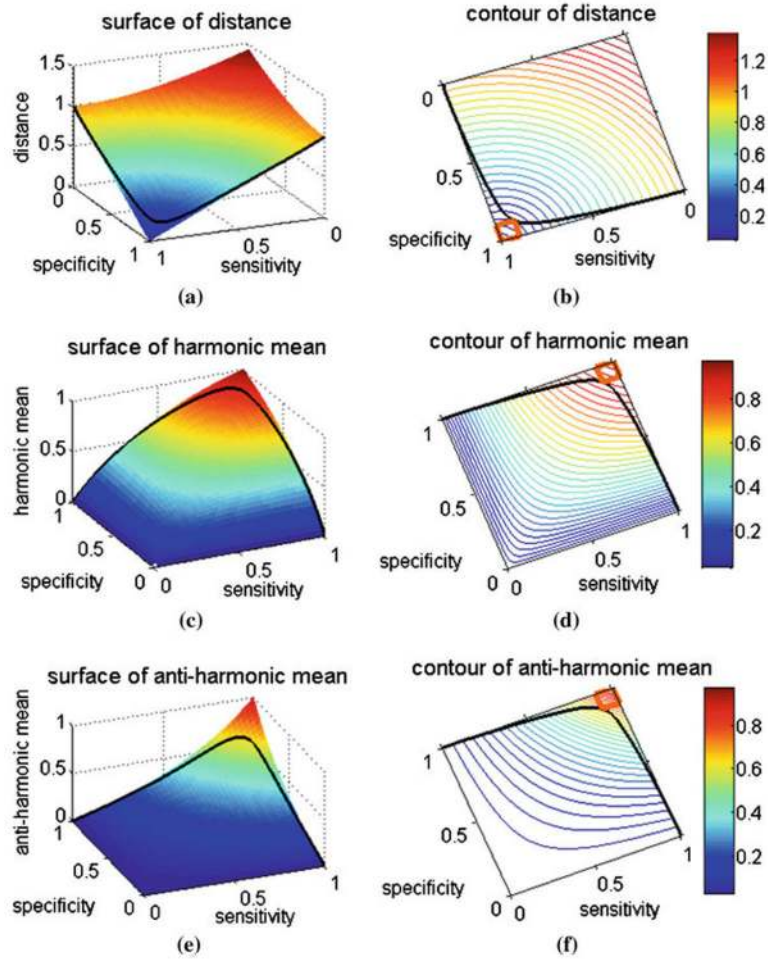 surface of distance
1.5
1
0.5
0
distance
0
0.5
1
specificity
1
0.5
0
sensitivity
(a)
contour of distance
0
0.5
1
specificity
1
0.5
0
sensitivity
1.2
1
0.8
0.6
0.4
0.2
(b)
surface of harmonic mean
1
0.5
0
harmonic mean
1
0.5
0
specificity
0
0.5
1
sensitivity
(c)
contour of harmonic mean
1
0.5
0
specificity
0
0.5
1
sensitivity
0.8
0.6
0.4
0.2
(d)
surface of anti-harmonic mean
1
0.5
0
anti-harmonic mean
1
0.5
0
specificity
0
0.5
1
sensitivity
(e)
contour of anti-harmonic mean
1
0.5
0
specificity
0
0.5
1
sensitivity
0.8
0.6
0.4
0.2
(f)